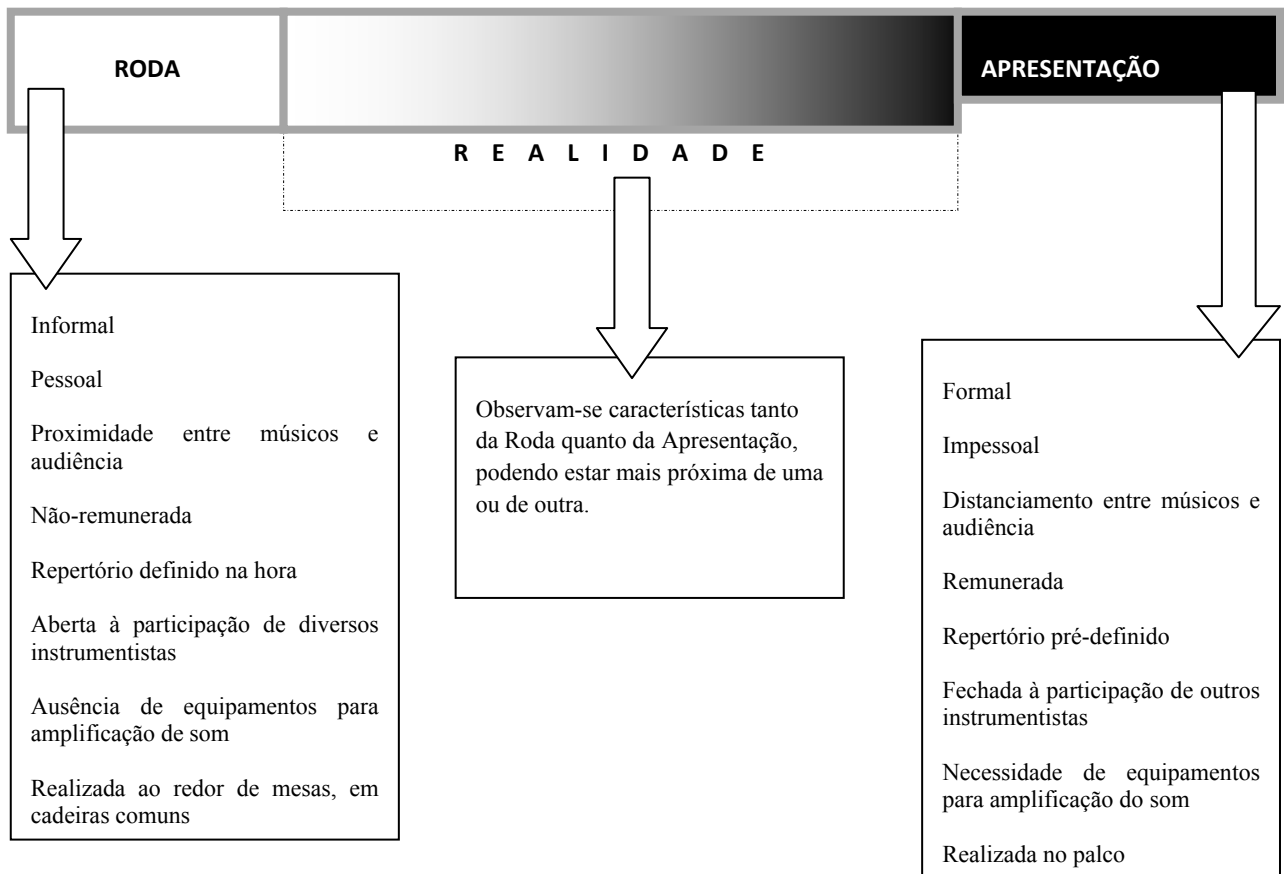 RODA
APRESENTAÇÃO
R E A L I D A D E
Informal
Pessoal
Proximidade entre músicos e
audiência
Não-remunerada
Repertório definido na hora
Aberta à participação de diversos
instrumentistas
Ausência de equipamentos para
amplificação de som
Realizada ao redor de mesas, em
cadeiras comuns
Observam-se características tanto
da Roda quanto da Apresentação,
podendo estar mais próxima de uma
ou de outra.
Formal
Impessoal
Distanciamento entre músicos e
audiência
Remunerada
Repertório pré-definido
Fechada à participação de outros
instrumentistas
Necessidade de equipamentos
para amplificação do som
Realizada no palco